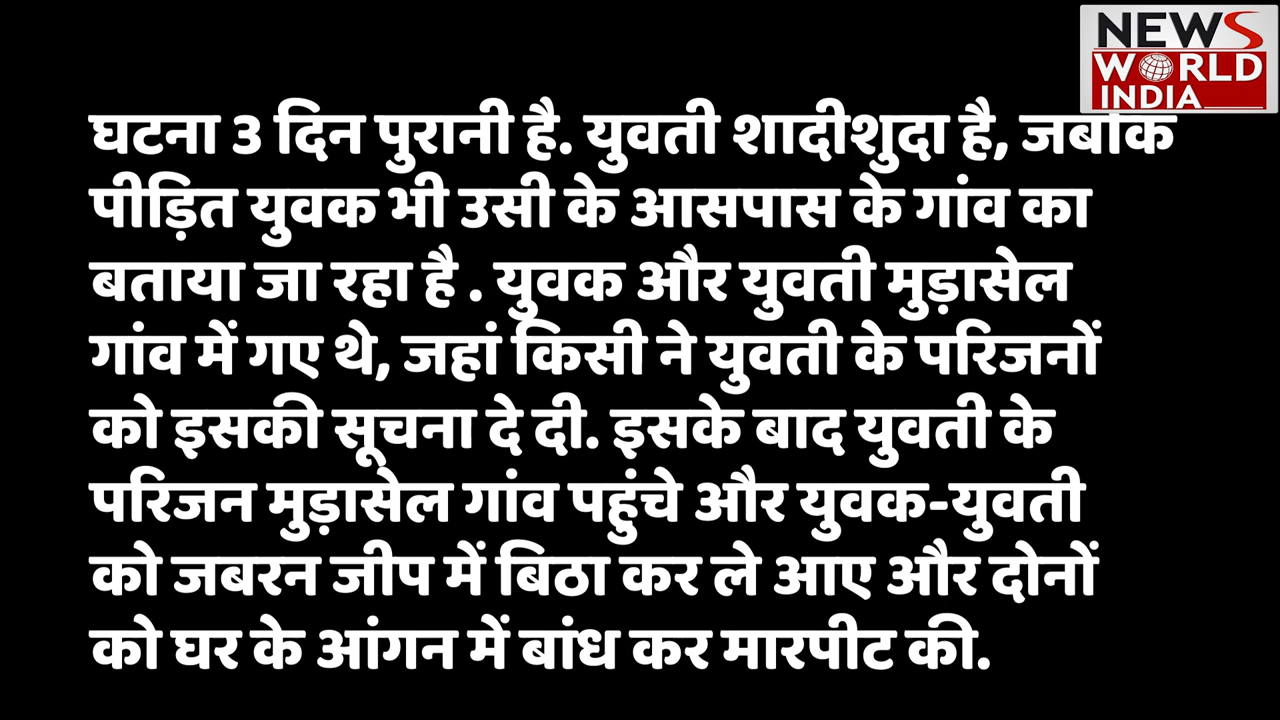 NEWS
WORLD
INDIA
घटना 3 दिन पुरानी है. युवती शादीशुदा है, जबकि
पीड़ित युवक भी उसी के आसपास के गांव का
बताया जा रहा है . युवक और युवती मुड़ासेल
गांव में गए थे, जहां किसी ने युवती के परिजनों
को इसकी सूचना दे दी. इसके बाद युवती के
परिजन मुड़ासेल गांव पहुंचे और युवक-युवती
को जबरन जीप में बिठा कर ले आए और दोनों
को घर के आंगन में बांध कर मारपीट की.